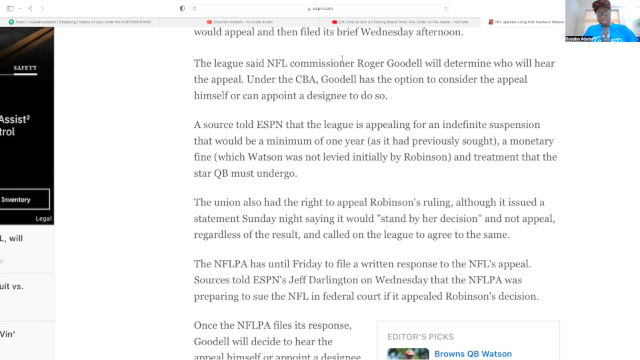 espn.com
would appeal and then filed its brief Wednesday afternoon.
The league said NFL commissioner Roger Goodell will determine who will hear
the appeal. Under the CBA, Goodell has the option to consider the appeal
himself or can appoint a designee to do so.
A source told ESPN that the league is appealing for an indefinite suspension
that would be a minimum of one year (as it had previously sought), a monetary
fine (which Watson was not levied initially by Robinson) and treatment that the
star QB must undergo.
The union also had the right to appeal Robinson's ruling, although it issued a
statement Sunday night saying it would "stand by her decision" and not appeal,
regardless of the result, and called on the league to agree to the same.
The NFLPA has until Friday to file a written response to the NFL's appeal.
Sources told ESPN's Jeff Darlington on Wednesday that the NFLPA was
preparing to sue the NFL in federal court if it appealed Robinson's decision.
Once the NFLPA files its response,
Goodell will decide to hear the
appeal himself or appoint a designee
EDITOR'S PICKS
Browns QB Watson
SAFETY
Assist²
trol
Inventory
Legal
L, will
uit vs.
Win'